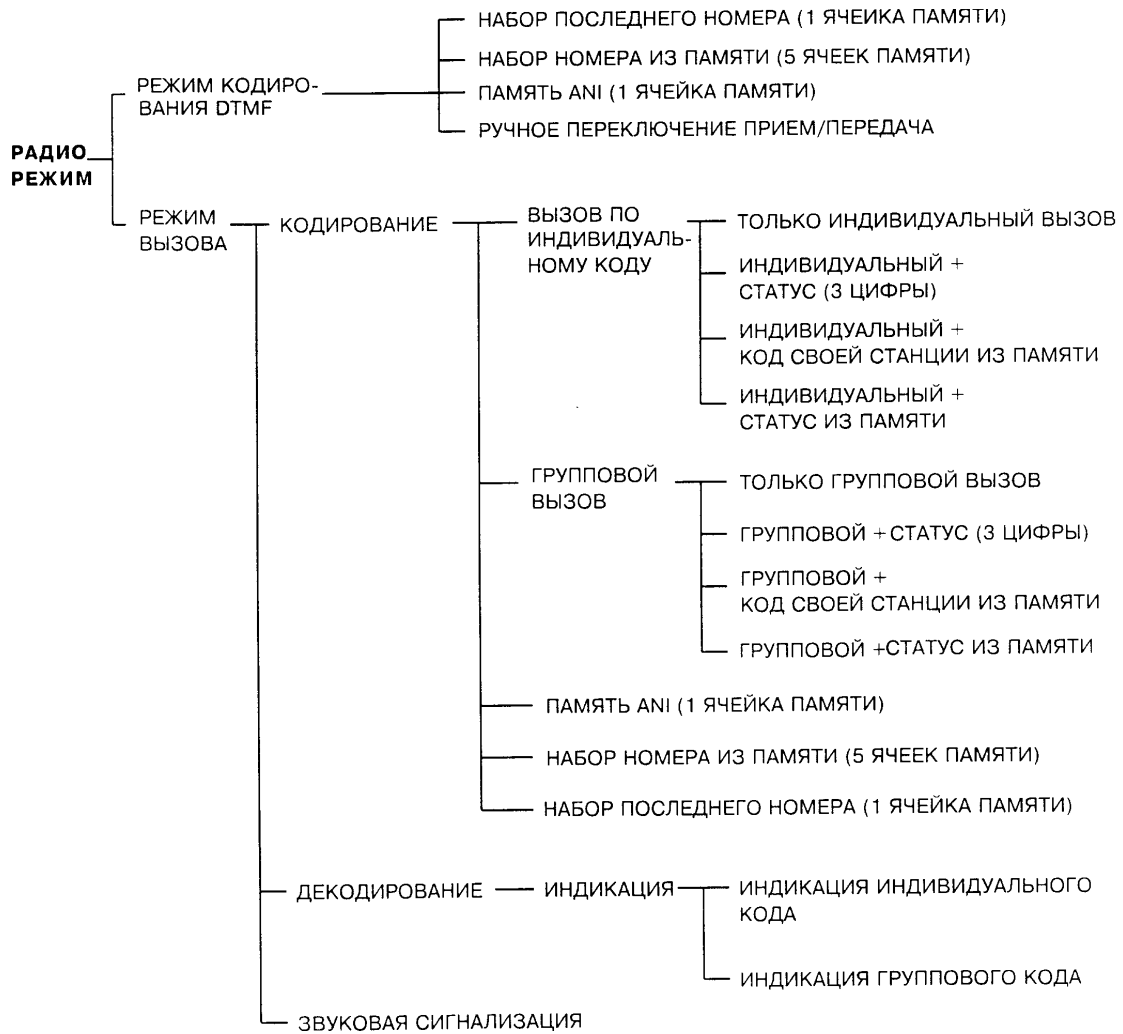 НАБОР ПОСЛЕДНЕГО НОМЕРА (1 ЯЧЕЙКА ПАМЯТИ)
НАБОР НОМЕРА ИЗ ПАМЯТИ (5 ЯЧЕЕК ПАМЯТИ)
РЕЖИМ КОДИРО-
ВАНИЯ DTMF
ПАМЯТЬ ANI (1 ЯЧЕЙКА ПАМЯТИ)
РУЧНОЕ ПЕРЕКЛЮЧЕНИЕ ПРИЕМ/ПЕРЕДАЧА
РАДИО
РЕЖИМ
РЕЖИМ
ВЫЗОВА
КОДИРОВАНИЕ
ВЫЗОВ ПО
ИНДИВИДУАЛЬ-
НОМУ КОДУ
ТОЛЬКО ИНДИВИДУАЛЬНЫЙ ВЫЗОВ
ИНДИВИДУАЛЬНЫЙ +
СТАТУС (3 ЦИФРЫ)
ИНДИВИДУАЛЬНЫЙ +
КОД СВОЕЙ СТАНЦИИ ИЗ ПАМЯТИ
ИНДИВИДУАЛЬНЫЙ +
СТАТУС ИЗ ПАМЯТИ
ГРУППОВОЙ
ВЫЗОВ
ТОЛЬКО ГРУППОВОЙ ВЫЗОВ
ГРУППОВОЙ +СТАТУС (3 ЦИФРЫ)
ГРУППОВОЙ +
КОД СВОЕЙ СТАНЦИИ ИЗ ПАМЯТИ
ГРУППОВОЙ +СТАТУС ИЗ ПАМЯТИ
ПАМЯТЬ ANI (1 ЯЧЕЙКА ПАМЯТИ)
НАБОР НОМЕРА ИЗ ПАМЯТИ (5 ЯЧЕЕК ПАМЯТИ)
НАБОР ПОСЛЕДНЕГО НОМЕРА (1 ЯЧЕЙКА ПАМЯТИ)
ДЕКОДИРОВАНИЕ
ИНДИКАЦИЯ
ИНДИКАЦИЯ ИНДИВИДУАЛЬНОГО
КОДА
ИНДИКАЦИЯ ГРУППОВОГО КОДА
ЗВУКОВАЯ СИГНАЛИЗАЦИЯ